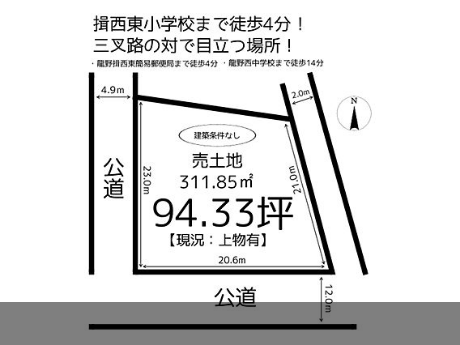 揖西東小学校まで徒歩4分！
三叉路の対で目立つ場所！
・龍野揖西東簡易郵便局まで徒歩4分 ・龍野西中学校まで徒歩14分
4.9m
2.0m
N
建築条件なし
売土地
311.85㎡
94.33坪
【現況：上物有】
公道
23.0m
21.0m
20.6m
公道
12.0m